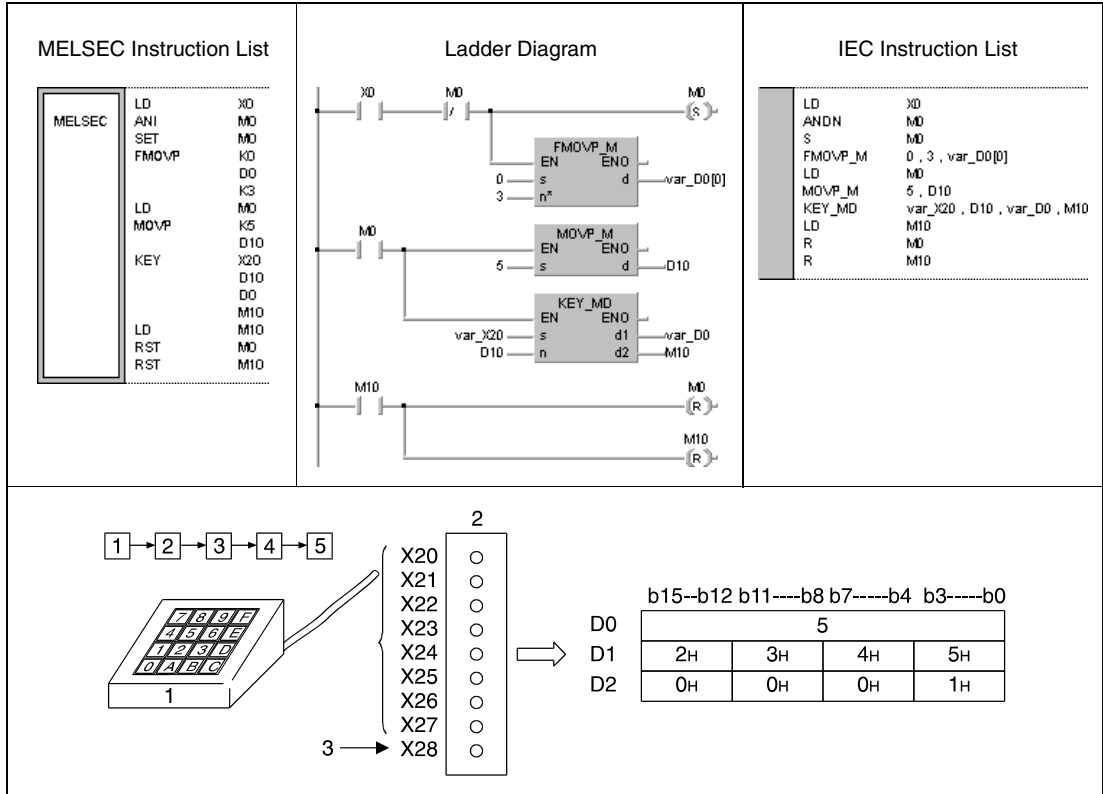 MELSEC Instruction List
MELSEC
LD X0
ANI M0
SET M0
FMOVP K0
D0
K3
LD M0
MOVP K5
D10
KEY X20
D10
D0
M10
LD M10
RST M0
RST M10
Ladder Diagram
X0 M0 M0
/ S
FMOVP_M
EN ENO
0 s d var_D0[0]
3 n*
M0
MOVP_M
EN ENO
5 s d D10
KEY_MD
EN ENO
var_X20 s d1 var_D0
D10 n d2 M10
M10 M0
R
M10
R
IEC Instruction List
LD X0
ANDN M0
S M0
FMOVP_M 0 , 3 , var_D0[0]
LD M0
MOVP_M 5 , D10
KEY_MD var_X20 , D10 , var_D0 , M10
LD M10
R M0
R M10
1 2 3 4 5
7 8 9 F
4 5 6 E
1 2 3 D
0 A B C
1
2
X20
X21
X22
X23
X24
X25
X26
X27
3 X28
b15--b12 b11----b8 b7-----b4 b3-----b0
D0 5
D1 2H 3H 4H 5H
D2 0H 0H 0H 1H